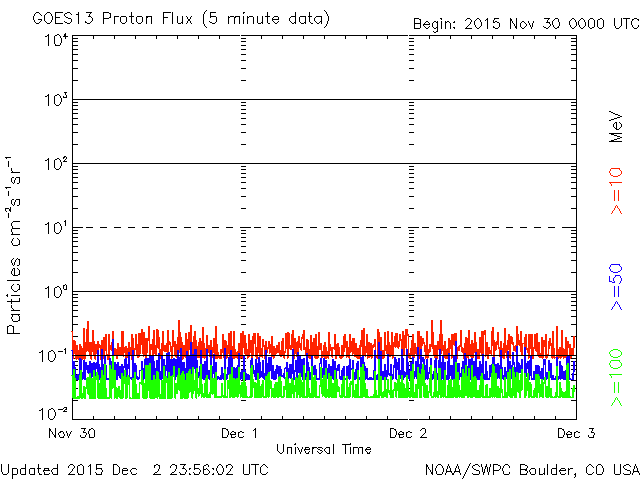 GOES13 Proton Flux (5 minute data)
Begin: 2015 Nov 30 0000 UTC
Particles cm⁻²s⁻¹sr⁻¹
10⁴
10³
10²
10¹
10⁰
10⁻¹
10⁻²
MeV
>=10
>=50
>=100
Nov 30
Dec 1
Dec 2
Dec 3
Universal Time
Updated 2015 Dec 2 23:56:02 UTC
NOAA/SWPC Boulder, CO USA